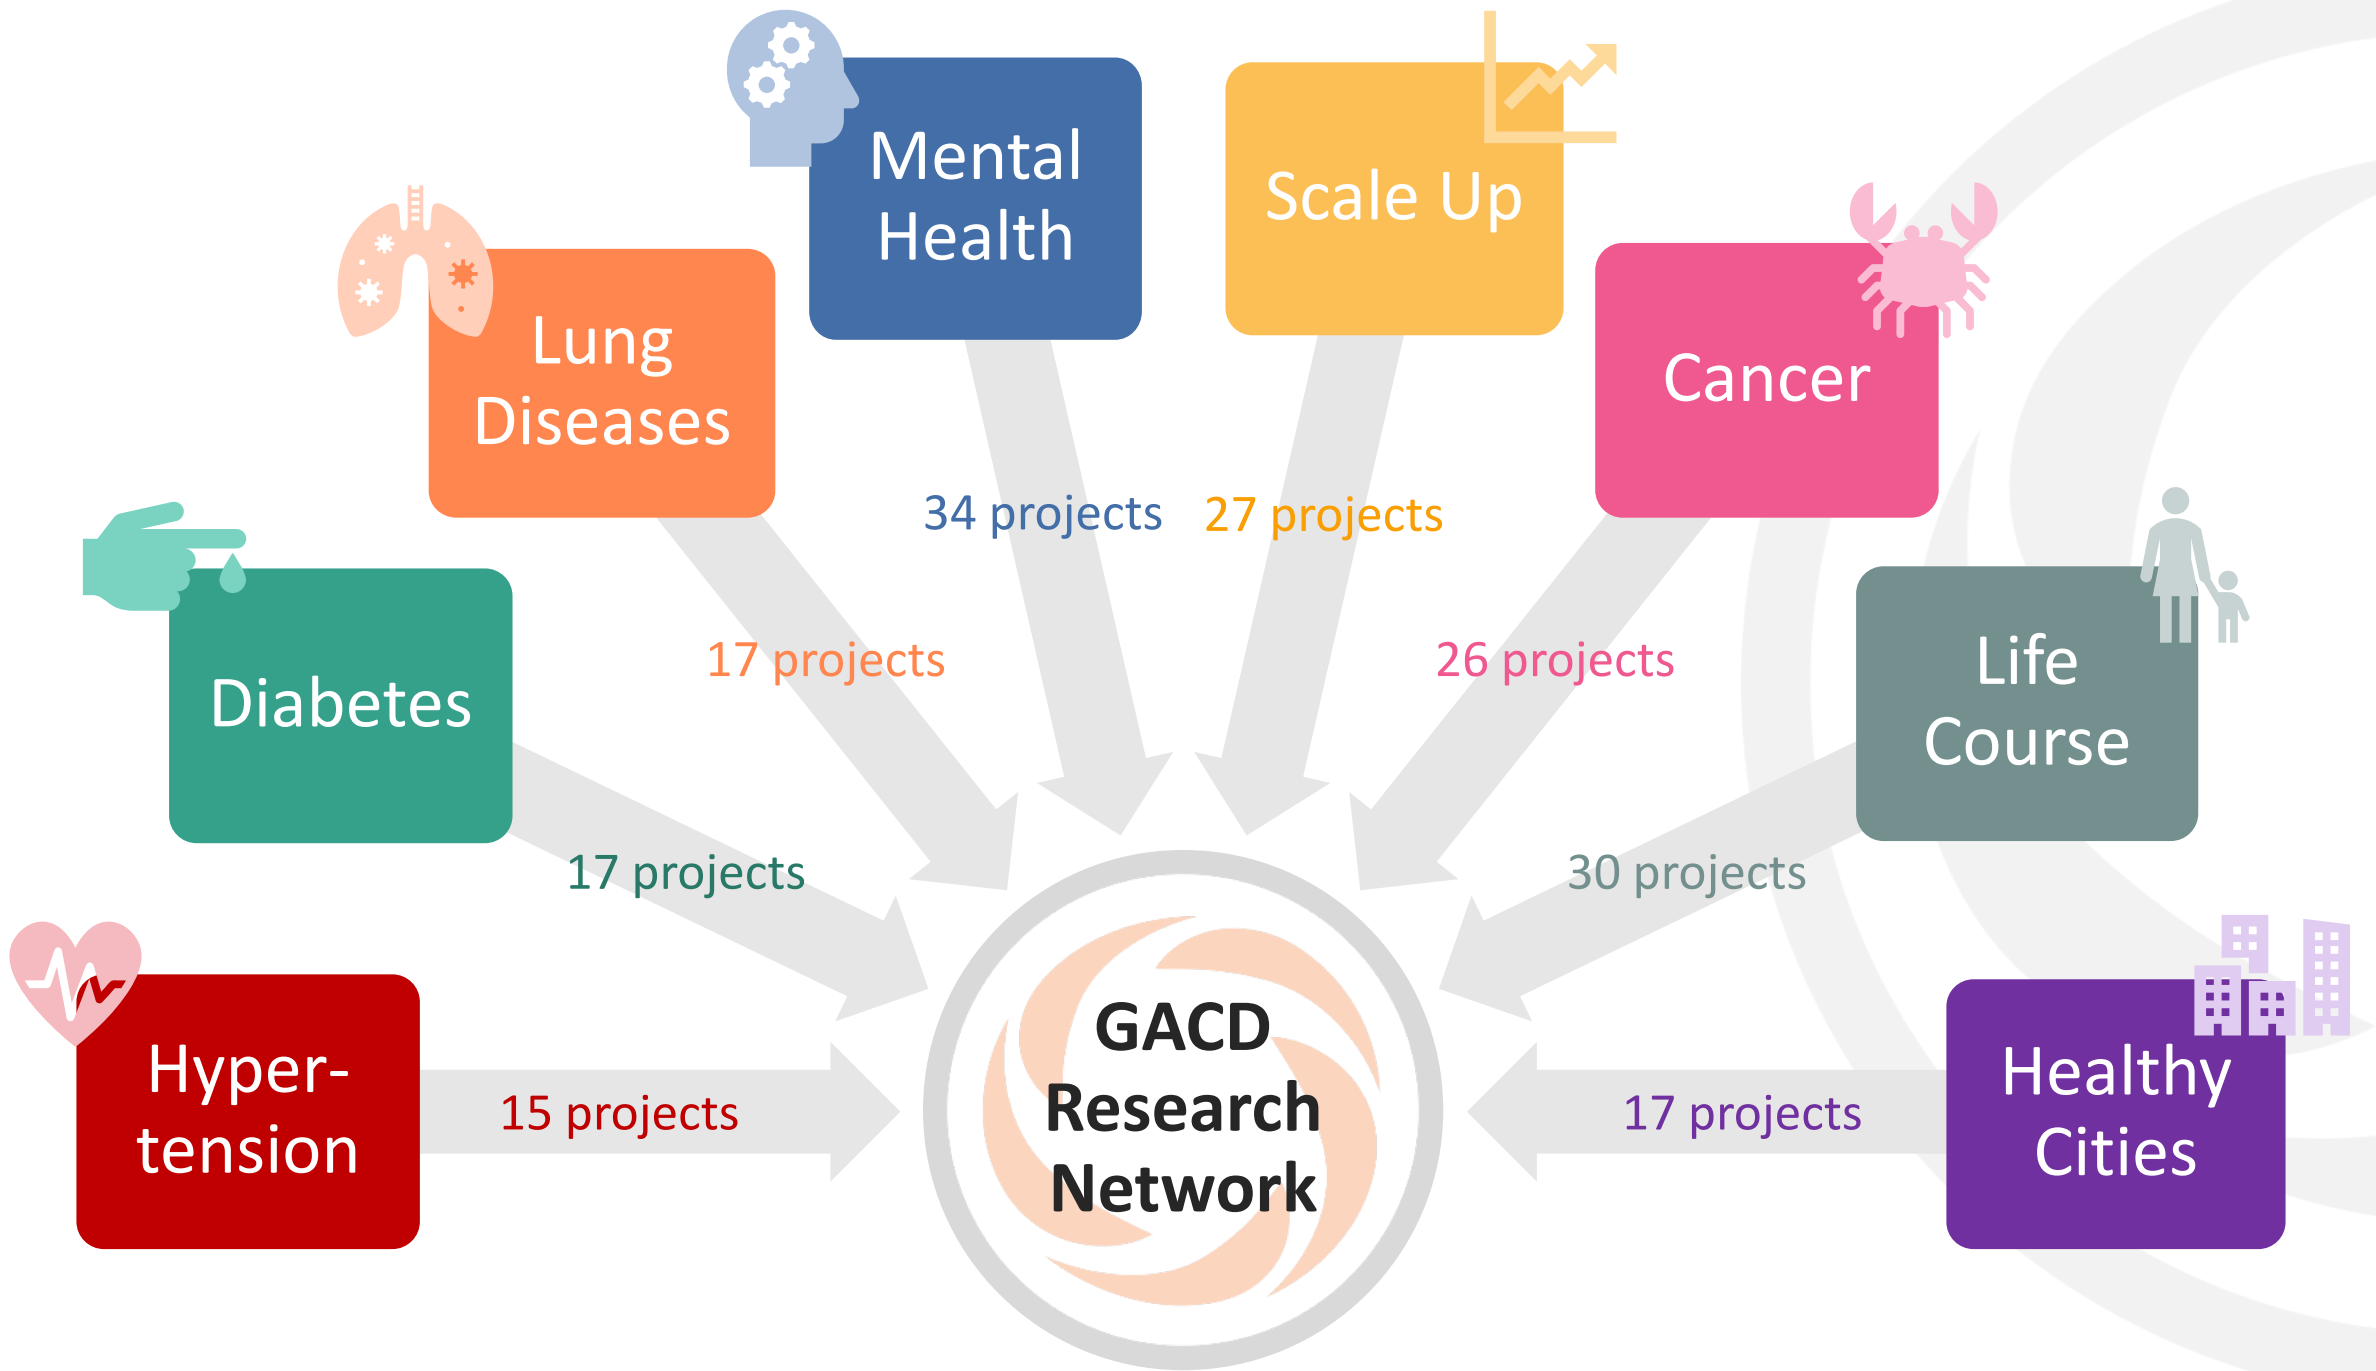 Mental
Health
34 projects
Scale Up
27 projects
Lung
Diseases
17 projects
Cancer
26 projects
Diabetes
17 projects
Life
Course
30 projects
Hyper-
tension
15 projects
Healthy
Cities
17 projects
GACD
Research
Network